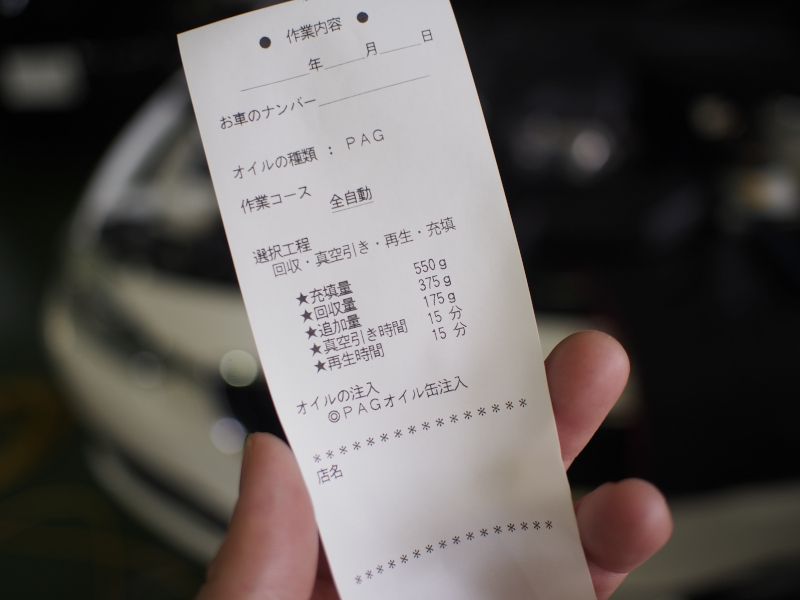 ● 作業内容 ●
年 月 日
お車のナンバー
オイルの種類 : PAG
作業コース 全自動
選択工程
回収・真空引き・再生・充填
★充填量 550g
★回収量 375g
★追加量 175g
★真空引き時間 15 分
★再生時間 15 分
オイルの注入
◎PAGオイル缶注入
****************
店名
****************